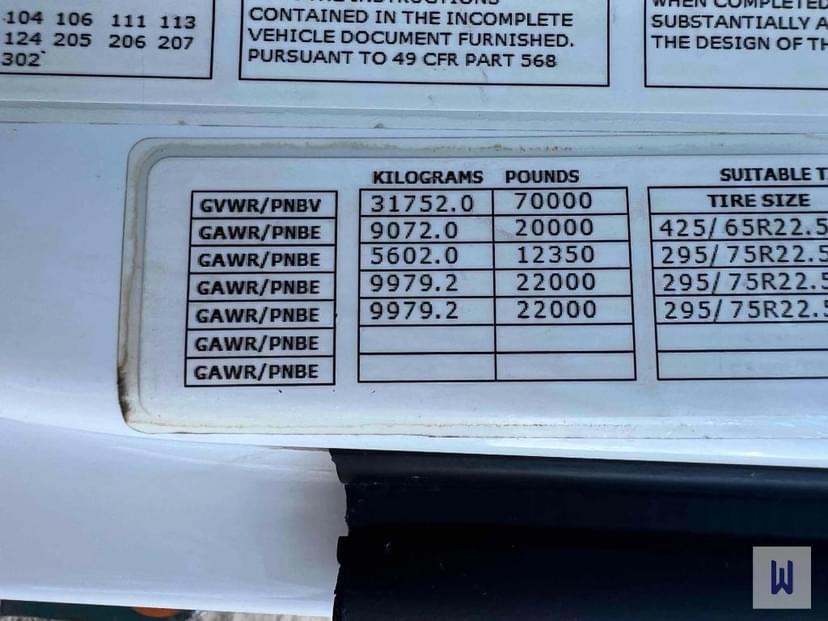 104 106 111 113
124 205 206 207
302
INSTRUCTIONS
CONTAINED IN THE INCOMPLETE
VEHICLE DOCUMENT FURNISHED.
PURSUANT TO 49 CFR PART 568
WHEN COMPLETED
SUBSTANTIALLY A
THE DESIGN OF TH
KILOGRAMS POUNDS SUITABLE T
TIRE SIZE
GVWR/PNBV 31752.0 70000
GAWR/PNBE 9072.0 20000 425/65R22.5
GAWR/PNBE 5602.0 12350 295/75R22.5
GAWR/PNBE 9979.2 22000 295/75R22.5
GAWR/PNBE 9979.2 22000 295/75R22.5
GAWR/PNBE
GAWR/PNBE
W